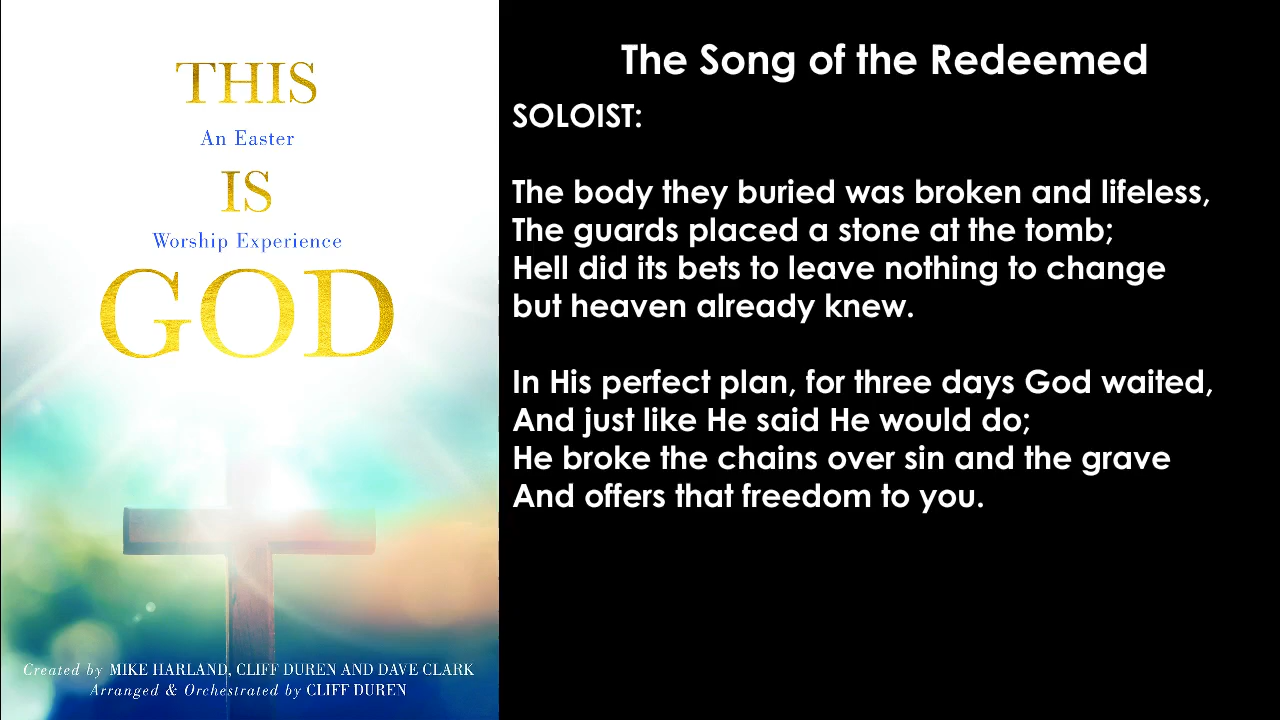 THIS
An Easter
IS
Worship Experience
GOD
Created by MIKE HARLAND, CLIFF DUREN AND DAVE CLARK
Arranged & Orchestrated by CLIFF DUREN
The Song of the Redeemed
SOLOIST:
The body they buried was broken and lifeless,
The guards placed a stone at the tomb;
Hell did its bets to leave nothing to change
but heaven already knew.
In His perfect plan, for three days God waited,
And just like He said He would do;
He broke the chains over sin and the grave
And offers that freedom to you.